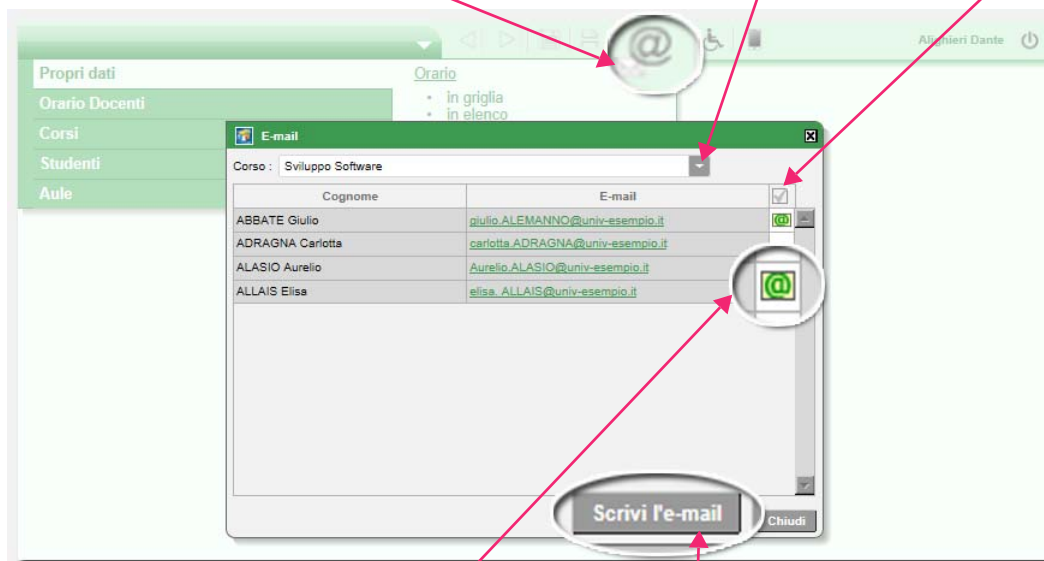 Alighieri Dante
Propri dati
Orario
Orario Docenti
• in griglia
• in elenco
Corsi
Studenti
Aule
E-mail
Corso : Sviluppo Software
Cognome E-mail
ABBATE Giulio giulio.ALEMANNO@univ-esempio.it
ADRAGNA Carlotta carlotta.ADRAGNA@univ-esempio.it
ALASIO Aurelio Aurelio.ALASIO@univ-esempio.it
ALLAIS Elisa elisa. ALLAIS@univ-esempio.it
Scrivi l'e-mail
Chiudi